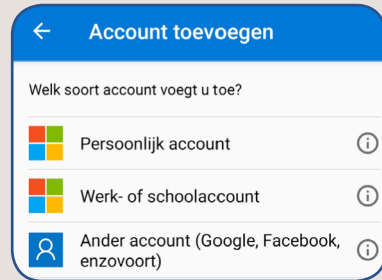 Account toevoegen
Welk soort account voegt u toe?
Persoonlijk account
Werk- of schoolaccount
Ander account (Google, Facebook,
enzovoort)